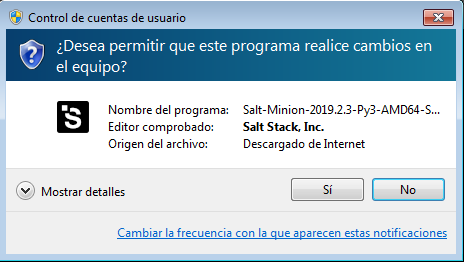 Control de cuentas de usuario
¿Desea permitir que este programa realice cambios en
el equipo?
Nombre del programa: Salt-Minion-2019.2.3-Py3-AMD64-S...
Editor comprobado: Salt Stack, Inc.
Origen del archivo: Descargado de Internet
Mostrar detalles
Sí
No
Cambiar la frecuencia con la que aparecen estas notificaciones